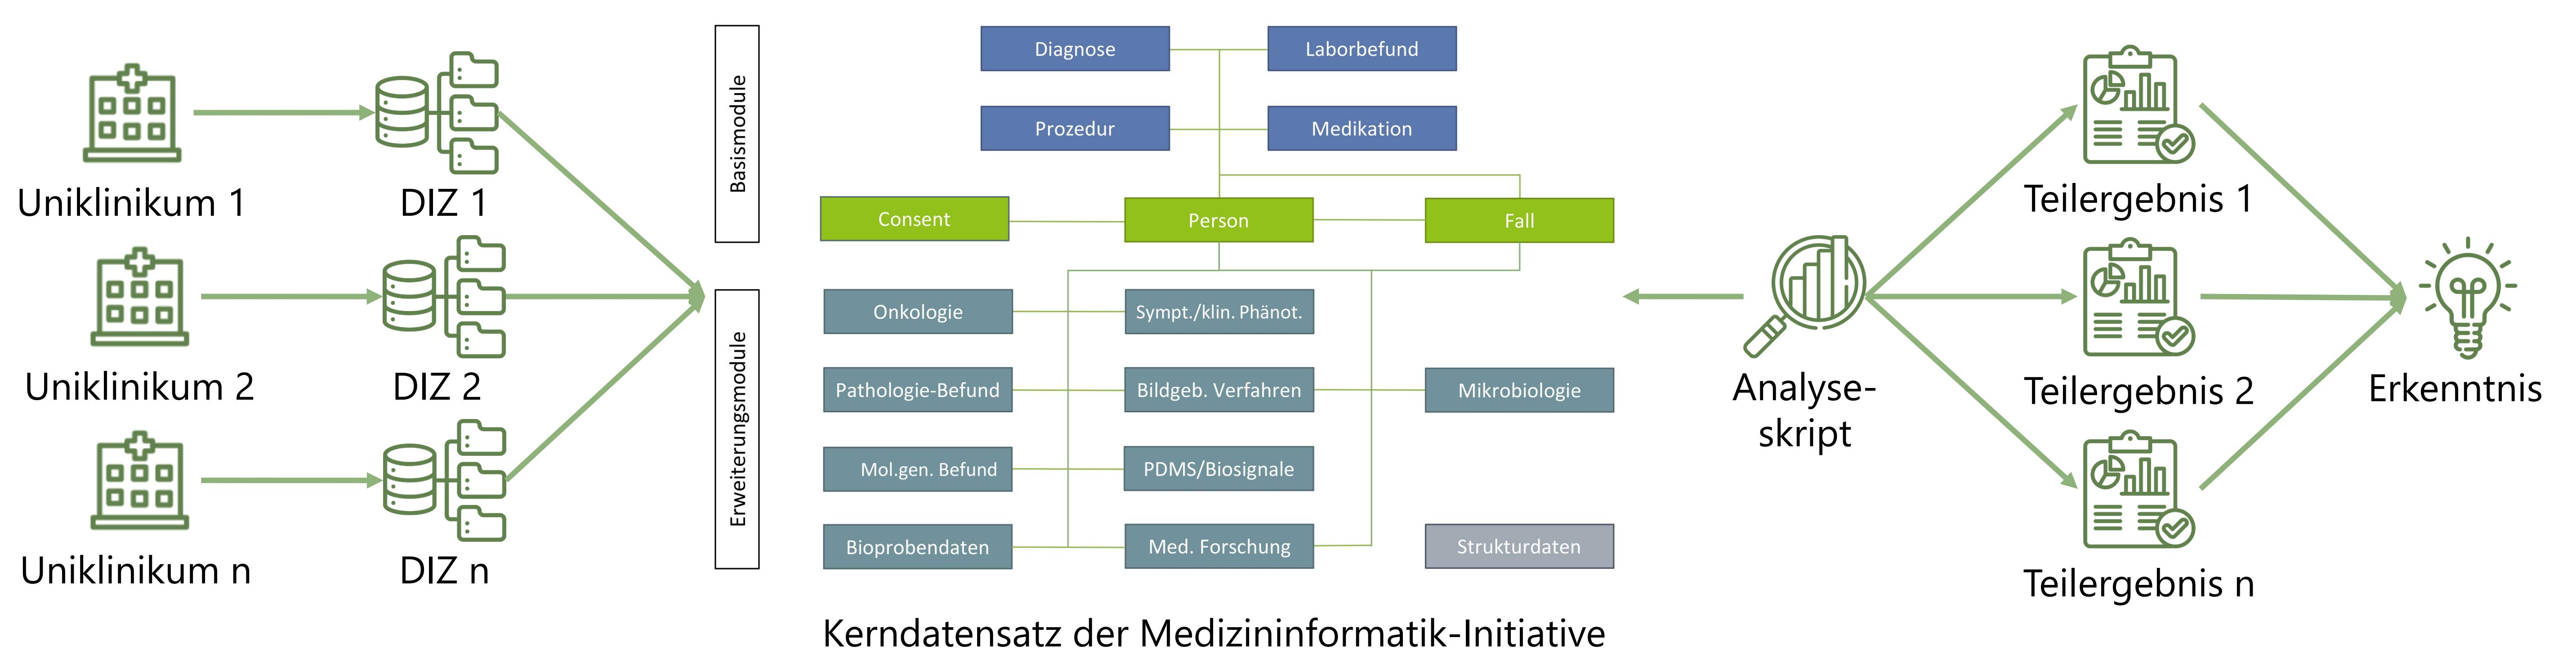 Uniklinikum 1
DIZ 1
Uniklinikum 2
DIZ 2
Uniklinikum n
DIZ n
Basismodule
Erweiterungsmodule
Diagnose
Laborbefund
Prozedur
Medikation
Consent
Person
Fall
Onkologie
Sympt./klin. Phänot.
Pathologie-Befund
Bildgeb. Verfahren
Mikrobiologie
Mol.gen. Befund
PDMS/Biosignale
Bioprobendaten
Med. Forschung
Strukturdaten
Kerndatensatz der Medizininformatik-Initiative
Analyse-
skript
Teilergebnis 1
Teilergebnis 2
Teilergebnis n
Erkenntnis